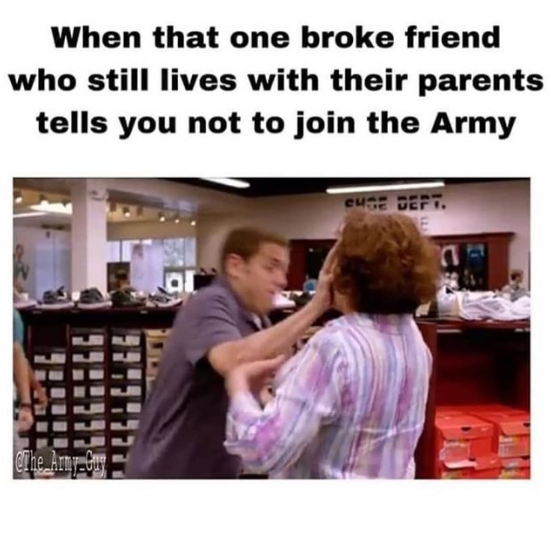 When that one broke friend
who still lives with their parents
tells you not to join the Army
SHOE DEPT.
@The_Army_Guy